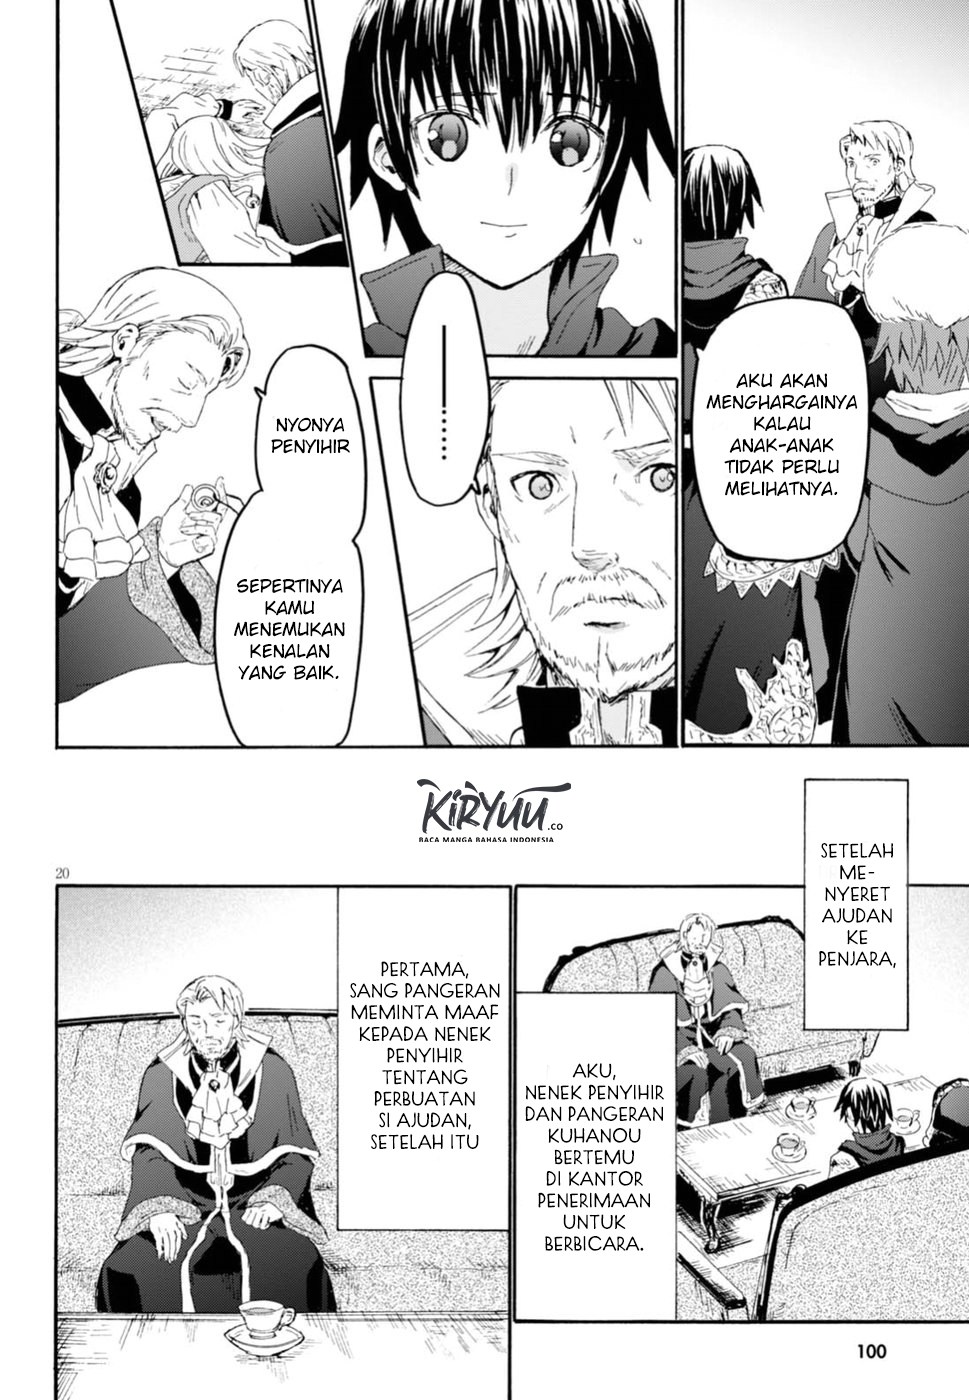 AKU AKAN
MENGHARGAINYA
KALAU
ANAK-ANAK
TIDAK PERLU
MELIHATNYA.
............
NYONYA
PENYIHIR
SEPERTINYA
KAMU
MENEMUKAN
KENALAN
YANG BAIK.
KIRYUU.CO
BACA MANGA BAHASA INDONESIA
20
SETELAH
ME-
NYERET
AJUDAN
KE
PENJARA,
AKU,
NENEK PENYIHIR
DAN PANGERAN
KUHANOU
BERTEMU
DI KANTOR
PENERIMAAN
UNTUK
BERBICARA.
PERTAMA,
SANG PANGERAN
MEMINTA MAAF
KEPADA NENEK
PENYIHIR
TENTANG
PERBUATAN
SI AJUDAN,
SETELAH ITU
100